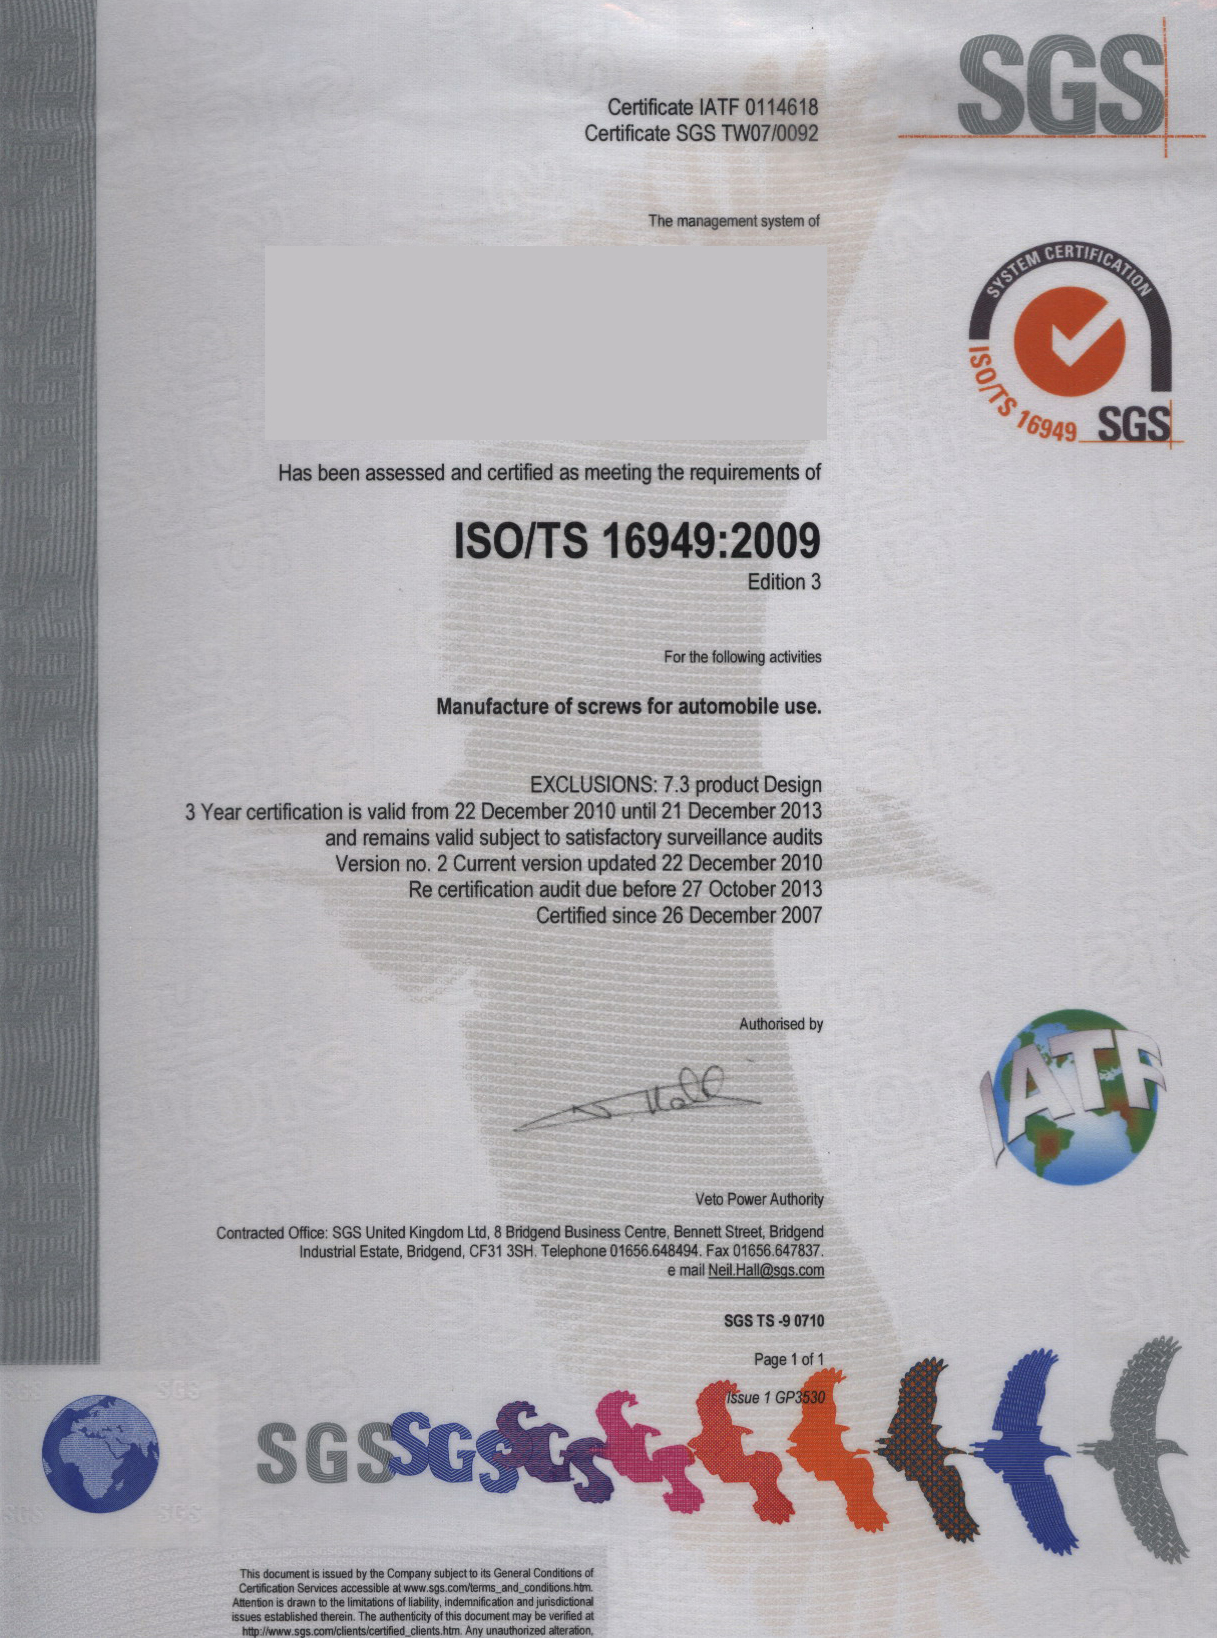 SGS
Certificate IATF 0114618
Certificate SGS TW07/0092
The management system of
SYSTEM CERTIFICATION
ISO/TS 16949
SGS
Has been assessed and certified as meeting the requirements of
ISO/TS 16949:2009
Edition 3
For the following activities
Manufacture of screws for automobile use.
EXCLUSIONS: 7.3 product Design
3 Year certification is valid from 22 December 2010 until 21 December 2013
and remains valid subject to satisfactory surveillance audits
Version no. 2 Current version updated 22 December 2010
Re certification audit due before 27 October 2013
Certified since 26 December 2007
Authorised by
IATF
Veto Power Authority
Contracted Office: SGS United Kingdom Ltd, 8 Bridgend Business Centre, Bennett Street, Bridgend
Industrial Estate, Bridgend, CF31 3SH. Telephone 01656.648494. Fax 01656.647837.
e mail Neil.Hall@sgs.com
SGS TS -9 0710
Page 1 of 1
Issue 1 GP3530
SGS SGS SGS
This document is issued by the Company subject to its General Conditions of
Certification Services accessible at www.sgs.com/terms_and_conditions.htm.
Attention is drawn to the limitations of liability, indemnification and jurisdictional
issues established therein. The authenticity of this document may be verified at
http://www.sgs.com/clients/certified_clients.htm. Any unauthorized alteration,